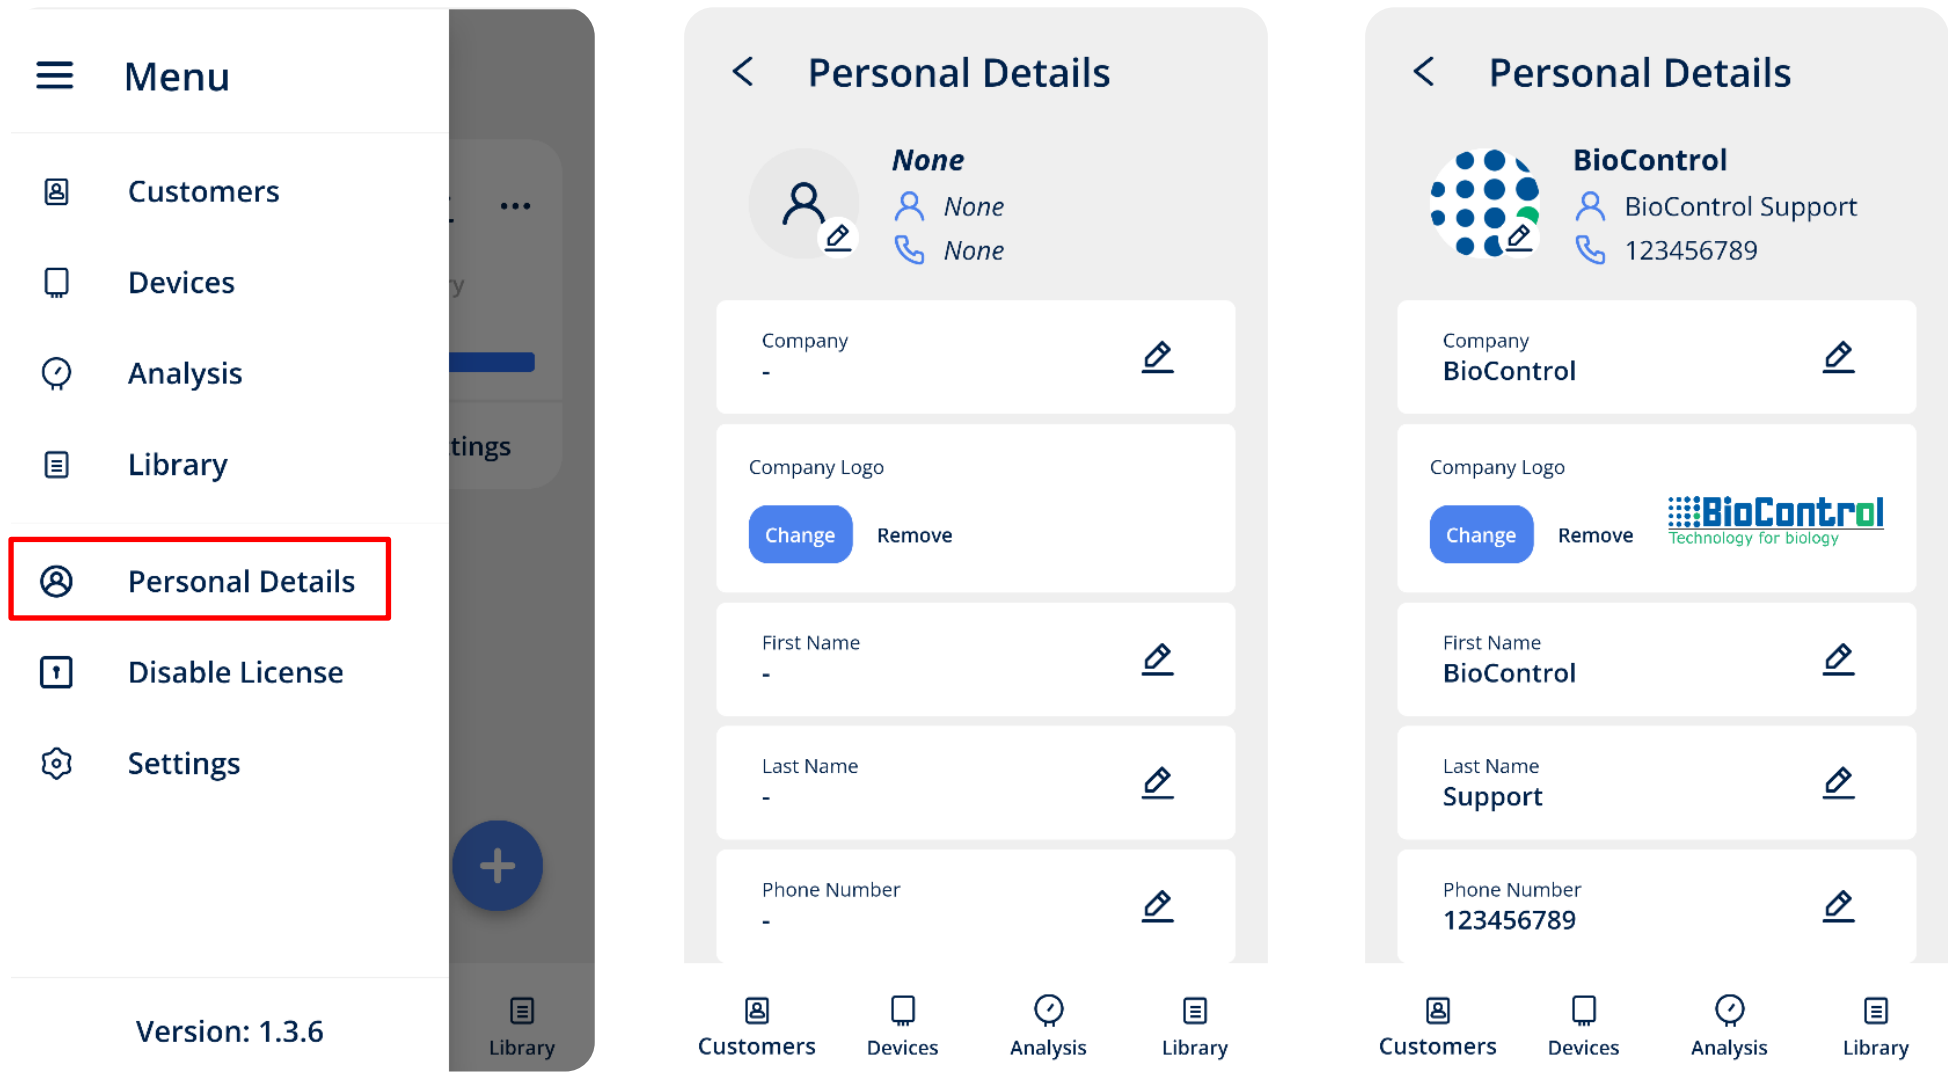 Menu
Customers
Devices
Analysis
Library
Personal Details
Disable License
Settings
Version: 1.3.6
tings
Library
Personal Details
None
None
None
Company
-
Company Logo
Change Remove
First Name
-
Last Name
-
Phone Number
-
Customers Devices Analysis Library
Personal Details
BioControl
BioControl Support
123456789
Company
BioControl
Company Logo
Change Remove
BioControl
Technology for biology
First Name
BioControl
Last Name
Support
Phone Number
123456789
Customers Devices Analysis Library